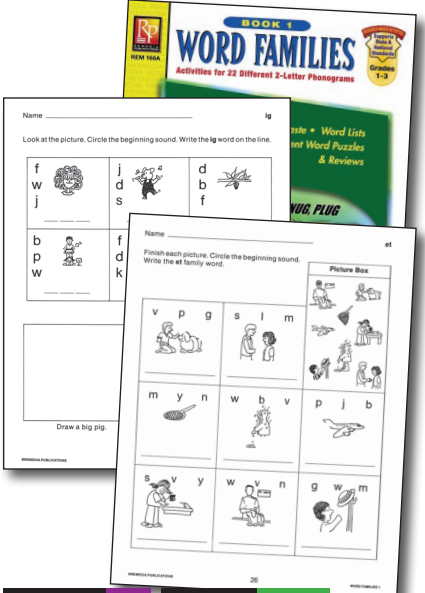 BOOK 1
WORD FAMILIES
Activities for 22 Different 2-Letter Phonograms
REM 166A
Supports
State &
National
Standards
Grades
1-3
aste • Word Lists
ent Word Puzzles
& Reviews
NUG, PLUG
Name
ig
Look at the picture. Circle the beginning sound. Write the ig word on the line.
f
w
j
j
d
s
d
b
f
b
p
w
f
d
k
Draw a big pig.
©REMEDIA PUBLICATIONS
Name
et
Finish each picture. Circle the beginning sound.
Write the et family word.
Picture Box
v p g
s l m
m y n
w b v
p j b
s v y
w v n
g w m
©REMEDIA PUBLICATIONS
26
WORD FAMILIES 1